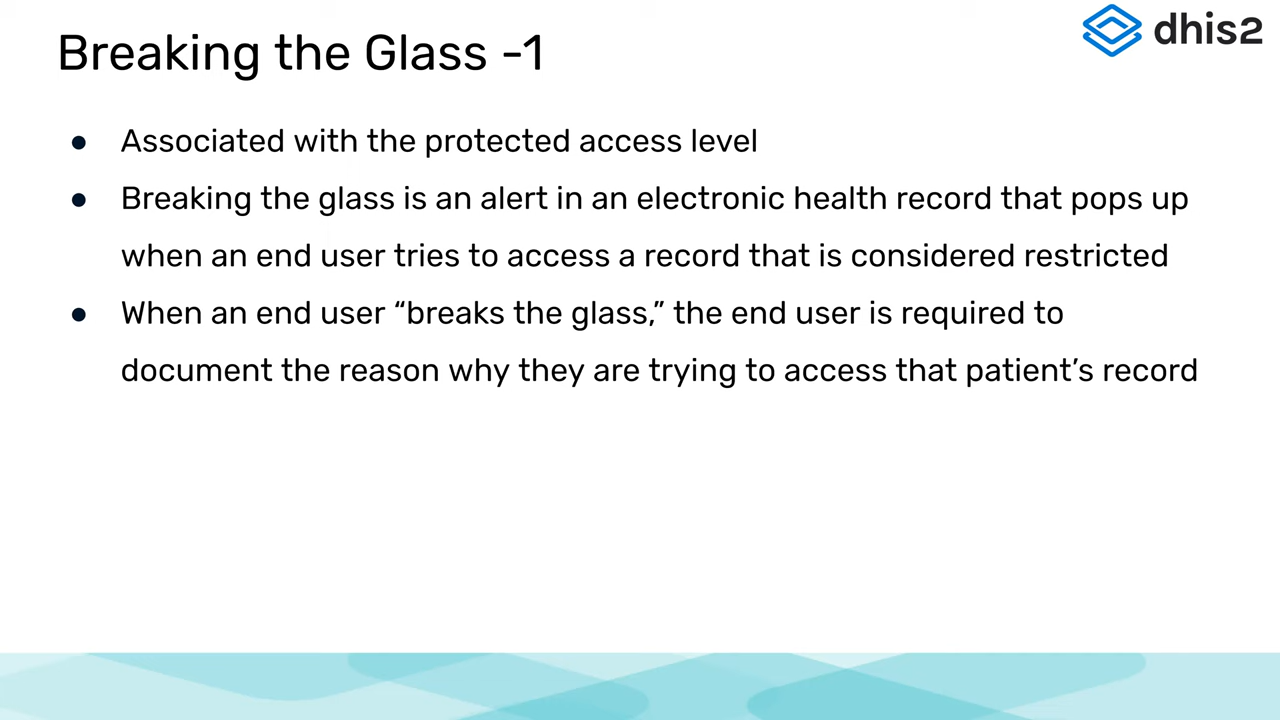 Breaking the Glass -1
dhis2
● Associated with the protected access level
● Breaking the glass is an alert in an electronic health record that pops up
when an end user tries to access a record that is considered restricted
● When an end user “breaks the glass,” the end user is required to
document the reason why they are trying to access that patient’s record